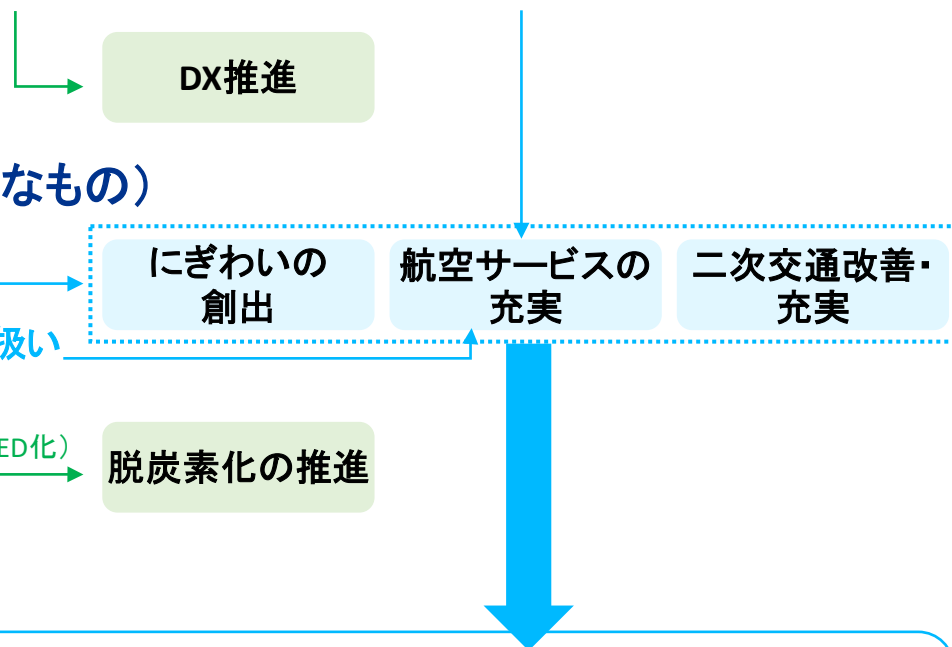 DX推進
なもの）
にぎわいの
創出
航空サービスの
充実
二次交通改善・
充実
扱い
ED化）
脱炭素化の推進